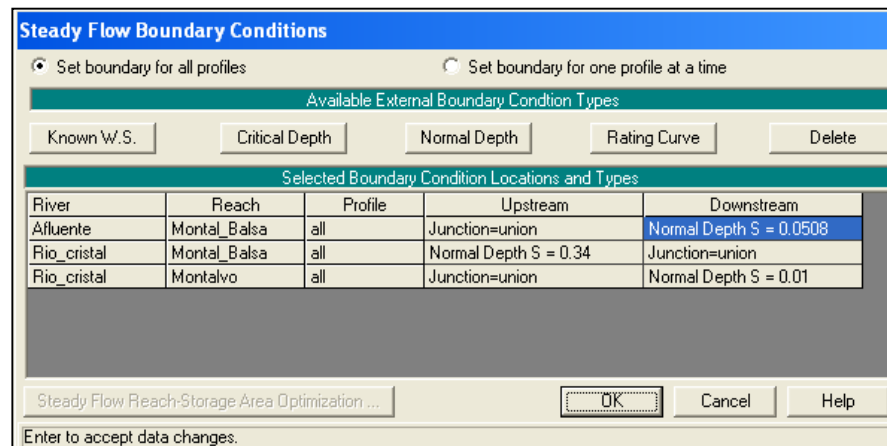 Steady Flow Boundary Conditions
Set boundary for all profiles Set boundary for one profile at a time
Available External Boundary Condtion Types
Known W.S. Critical Depth Normal Depth Rating Curve Delete
Selected Boundary Condition Locations and Types
River Reach Profile Upstream Downstream
Afluente Montal_Balsa all Junction=union Normal Depth S = 0.0508
Rio_cristal Montal_Balsa all Normal Depth S = 0.34 Junction=union
Rio_cristal Montalvo all Junction=union Normal Depth S = 0.01
Steady Flow Reach-Storage Area Optimization ... OK Cancel Help
Enter to accept data changes.